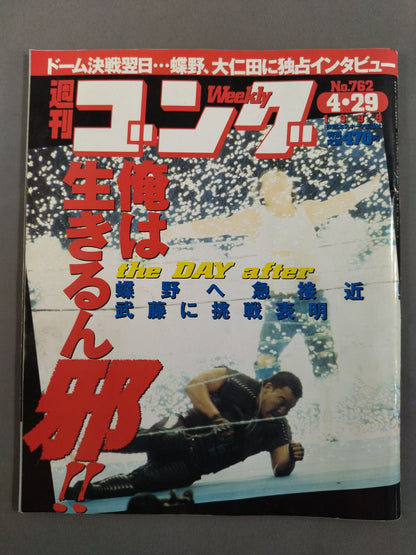 ドーム決戦翌日…蝶野、大仁田に独占インタビュー
週刊
ゴング
Weekly
No.762
4・29
1999
470
俺は
生きるん
邪!!
the DAY after
蝶野へ急接近
武藤に挑戦表明